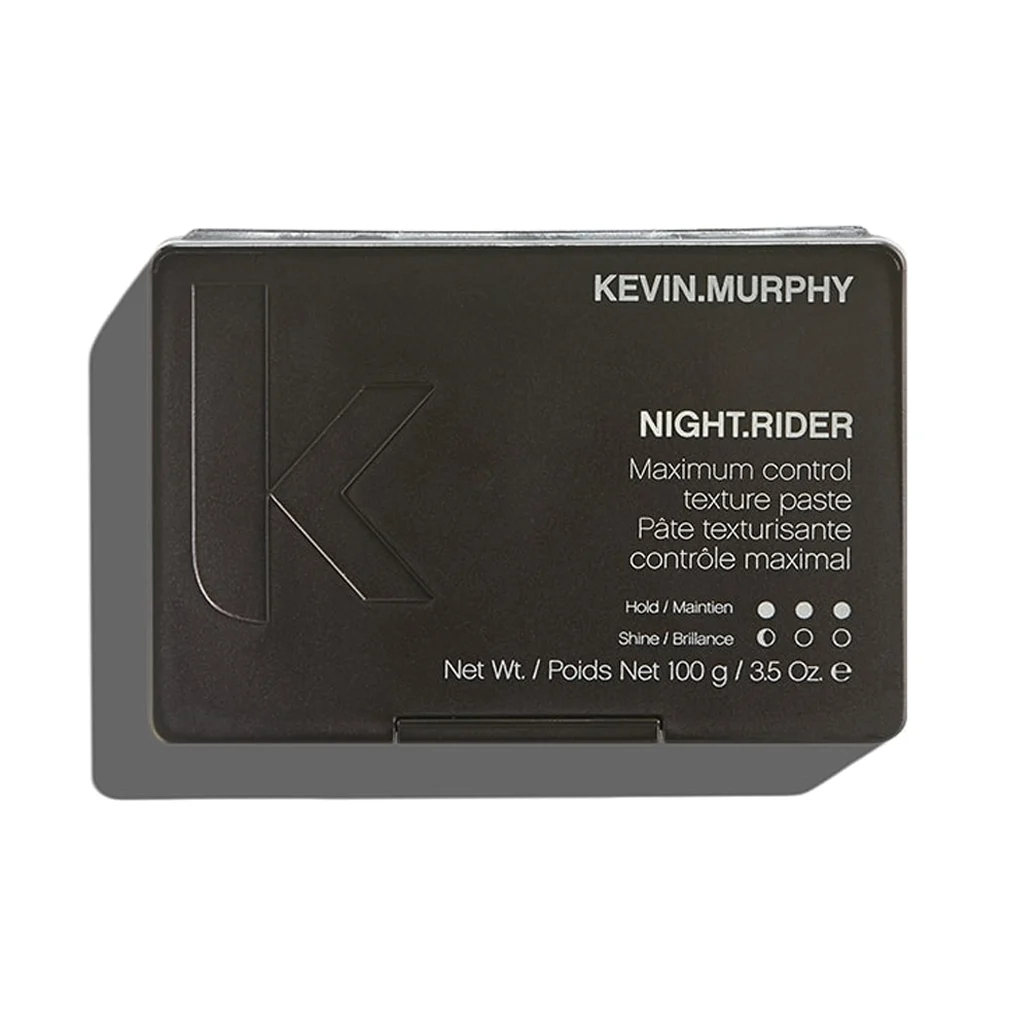 KEVIN.MURPHY
NIGHT.RIDER
Maximum control
texture paste
Pâte texturisante
contrôle maximal
Hold / Maintien
Shine / Brillance
Net Wt. / Poids Net 100 g / 3.5 Oz. ℮